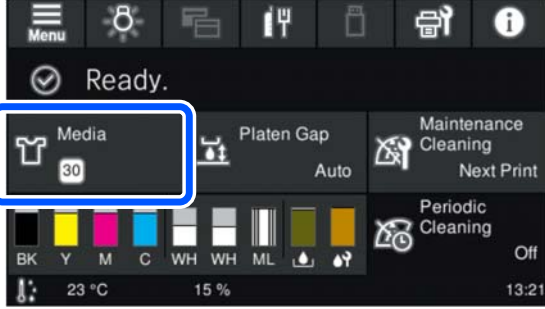 Menu
Ready.
Media
30
Platen Gap
Auto
Maintenance
Cleaning
Next Print
BK Y M C WH WH ML
Periodic
Cleaning
Off
23 °C 15 % 13:21